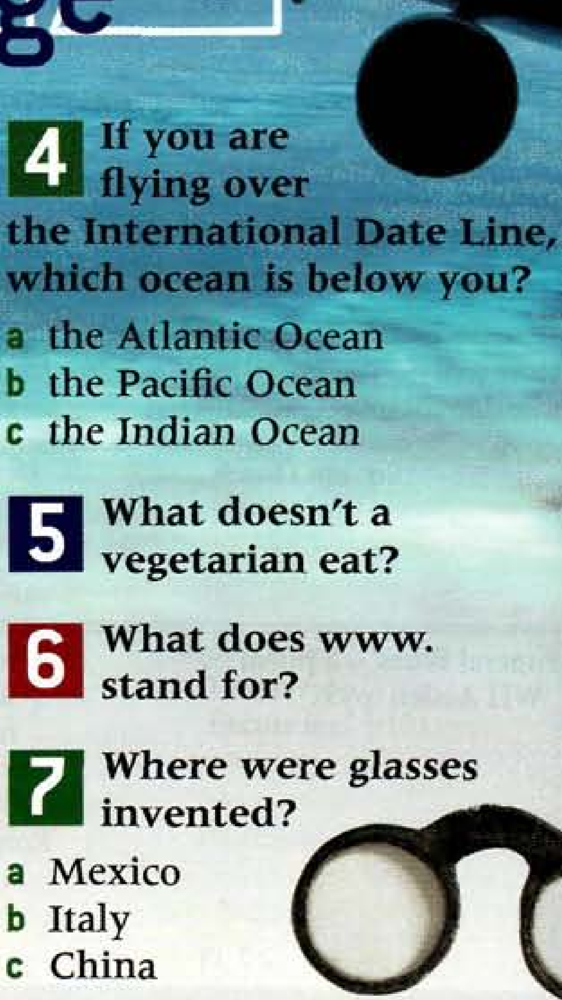 ge
4 If you are
flying over
the International Date Line,
which ocean is below you?
a the Atlantic Ocean
b the Pacific Ocean
c the Indian Ocean
5 What doesn't a
vegetarian eat?
6 What does www.
stand for?
7 Where were glasses
invented?
a Mexico
b Italy
c China